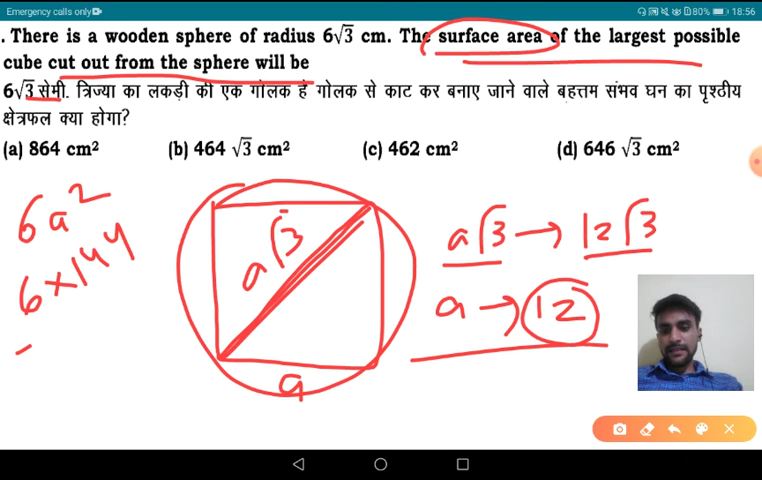 Emergency calls only 80% 18:56
. There is a wooden sphere of radius 6√3 cm. The surface area of the largest possible
cube cut out from the sphere will be
6√3 सेमी. त्रिज्या का लकड़ी की एक गोलक है गोलक से काट कर बनाए जाने वाले बृहत्तम संभव घन का पृष्ठीय
क्षेत्रफल क्या होगा?
(a) 864 cm² (b) 464 √3 cm² (c) 462 cm² (d) 646 √3 cm²
6a²
6×144
a√3
a
a√3 → 12√3
a → 12